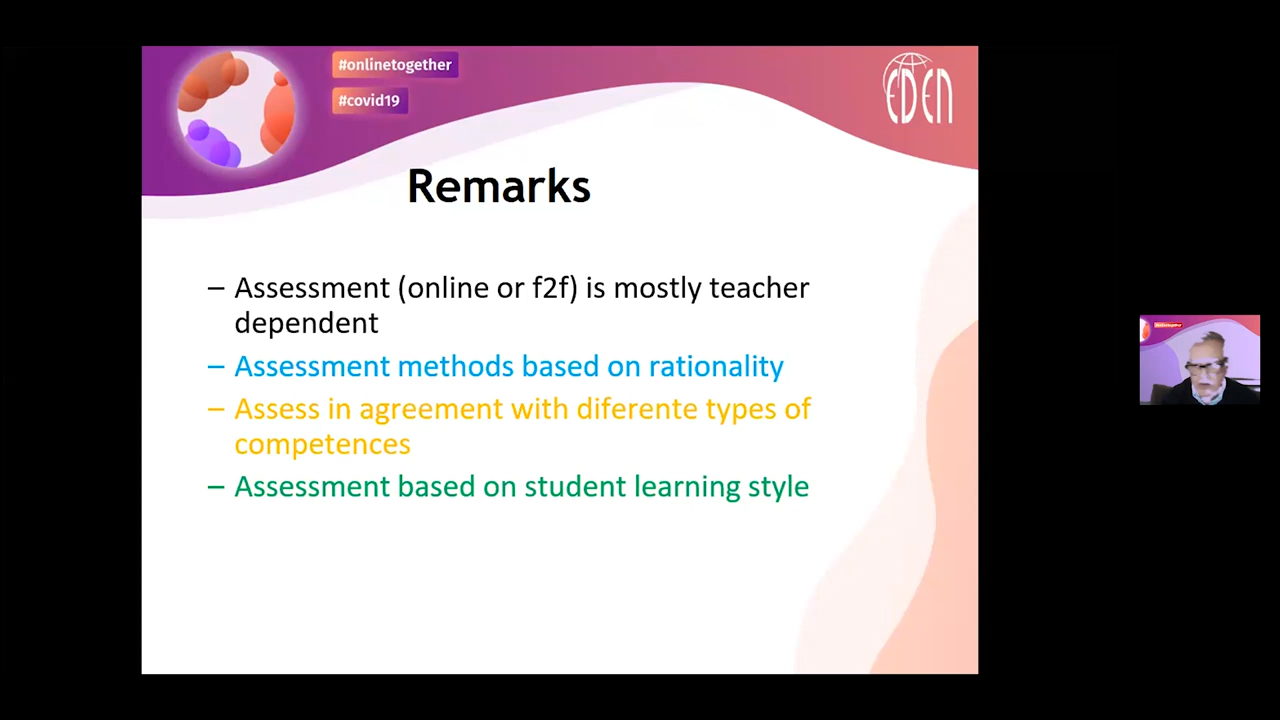 #onlinetogether
#covid19
EDEN
Remarks
– Assessment (online or f2f) is mostly teacher
dependent
– Assessment methods based on rationality
– Assess in agreement with diferente types of
competences
– Assessment based on student learning style